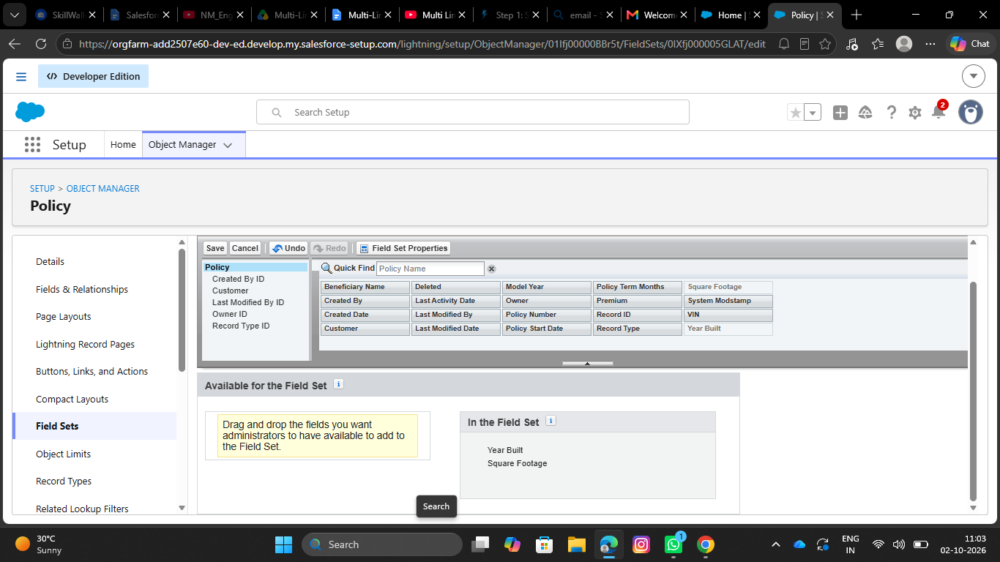 SkillWall
Salesfor
NM_Eng
Multi-Lin
Multi-Lin
Multi Lin
Step 1: S
email - S
Welcom
Home | S
Policy | S
https://orgfarm-add2507e60-dev-ed.develop.my.salesforce-setup.com/lightning/setup/ObjectManager/01Ifj00000BBr5t/FieldSets/0IXfj000005GLAT/edit
Chat
Developer Edition
Search Setup
2
Setup
Home
Object Manager
SETUP > OBJECT MANAGER
Policy
Details
Fields & Relationships
Page Layouts
Lightning Record Pages
Buttons, Links, and Actions
Compact Layouts
Field Sets
Object Limits
Record Types
Related Lookup Filters
Save Cancel Undo Redo Field Set Properties
Policy
Created By ID
Customer
Last Modified By ID
Owner ID
Record Type ID
Quick Find Policy Name
Beneficiary Name Deleted Model Year Policy Term Months Square Footage
Created By Last Activity Date Owner Premium System Modstamp
Created Date Last Modified By Policy Number Record ID VIN
Customer Last Modified Date Policy Start Date Record Type Year Built
Available for the Field Set
Drag and drop the fields you want
administrators to have available to add to
the Field Set.
In the Field Set
Year Built
Square Footage
Search
30°C
Sunny
Search
1
ENG
IN
11:03
02-10-2026